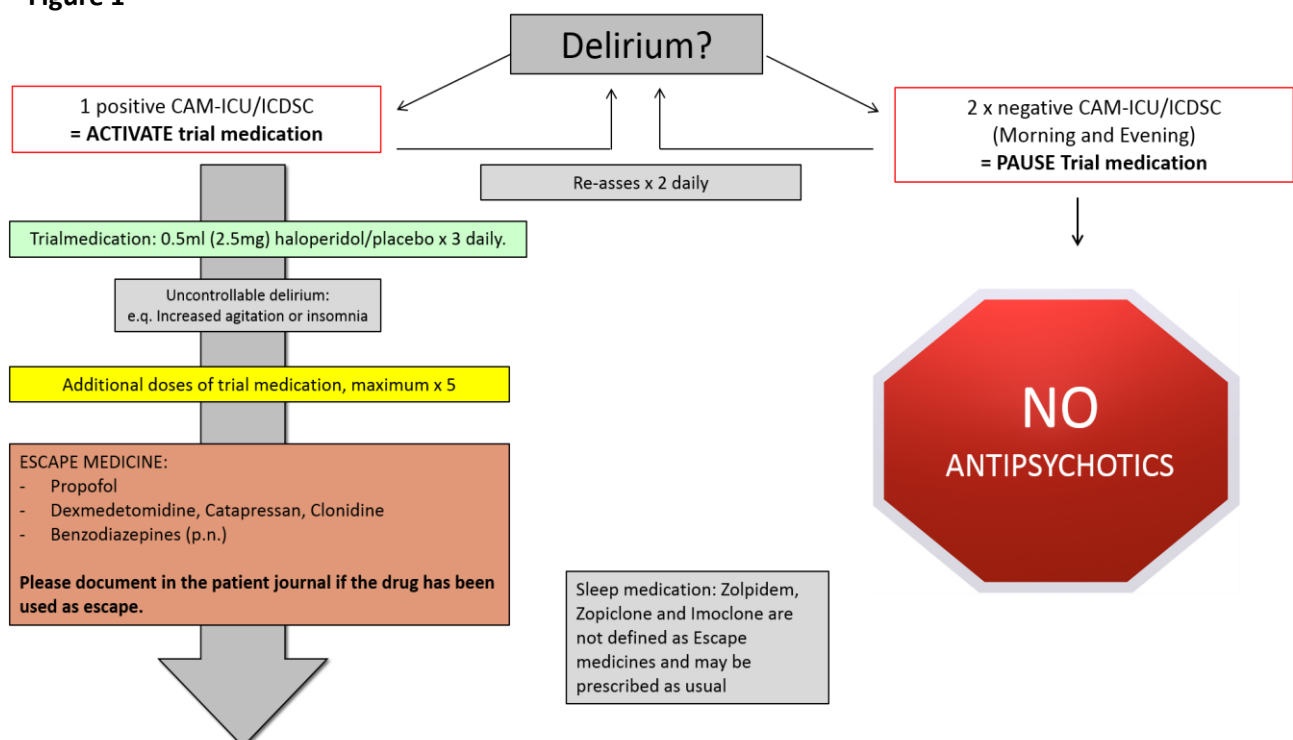 Figure 1
Delirium?
1 positive CAM-ICU/ICDSC
= ACTIVATE trial medication
2 x negative CAM-ICU/ICDSC
(Morning and Evening)
= PAUSE Trial medication
Re-asses x 2 daily
Trialmedication: 0.5ml (2.5mg) haloperidol/placebo x 3 daily.
Uncontrollable delirium:
e.q. Increased agitation or insomnia
Additional doses of trial medication, maximum x 5
NO
ANTIPSYCHOTICS
ESCAPE MEDICINE:
- Propofol
- Dexmedetomidine, Catapressan, Clonidine
- Benzodiazepines (p.n.)
Please document in the patient journal if the drug has been
used as escape.
Sleep medication: Zolpidem,
Zopiclone and Imoclone are
not defined as Escape
medicines and may be
prescribed as usual